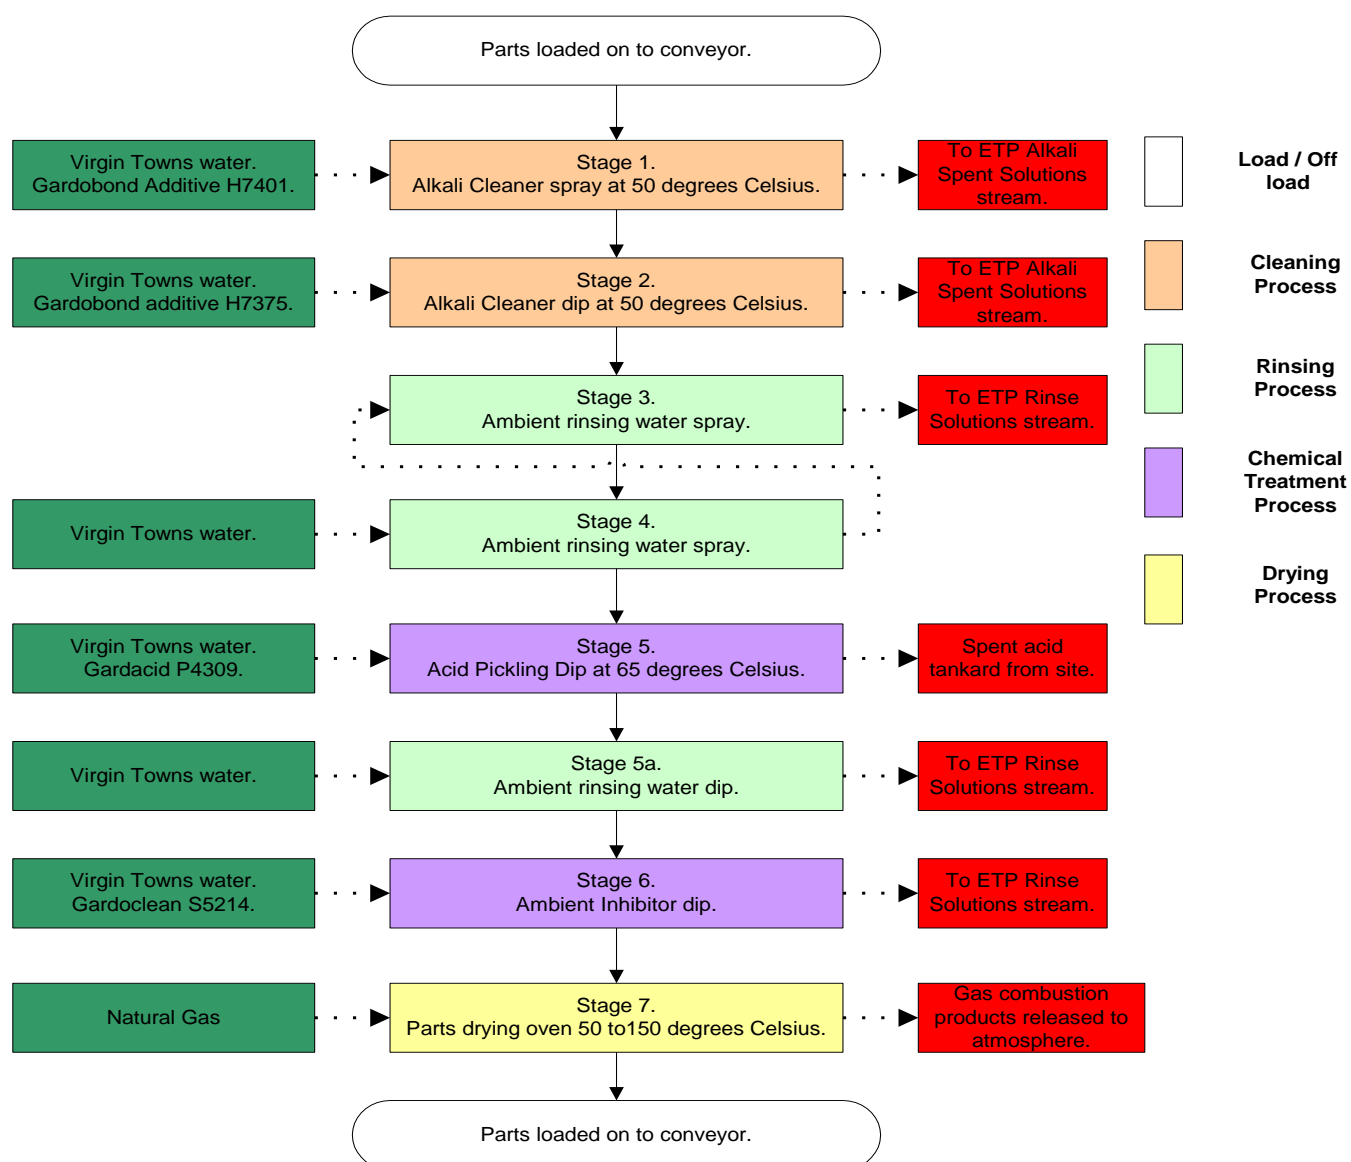 Parts loaded on to conveyor.
Virgin Towns water.
Gardobond Additive H7401.
Stage 1.
Alkali Cleaner spray at 50 degrees Celsius.
To ETP Alkali
Spent Solutions
stream.
Load / Off
load
Virgin Towns water.
Gardobond additive H7375.
Stage 2.
Alkali Cleaner dip at 50 degrees Celsius.
To ETP Alkali
Spent Solutions
stream.
Cleaning
Process
Stage 3.
Ambient rinsing water spray.
To ETP Rinse
Solutions stream.
Rinsing
Process
Virgin Towns water.
Stage 4.
Ambient rinsing water spray.
Chemical
Treatment
Process
Drying
Process
Virgin Towns water.
Gardacid P4309.
Stage 5.
Acid Pickling Dip at 65 degrees Celsius.
Spent acid
tankard from site.
Virgin Towns water.
Stage 5a.
Ambient rinsing water dip.
To ETP Rinse
Solutions stream.
Virgin Towns water.
Gardoclean S5214.
Stage 6.
Ambient Inhibitor dip.
To ETP Rinse
Solutions stream.
Natural Gas
Stage 7.
Parts drying oven 50 to150 degrees Celsius.
Gas combustion
products released to
atmosphere.
Parts loaded on to conveyor.